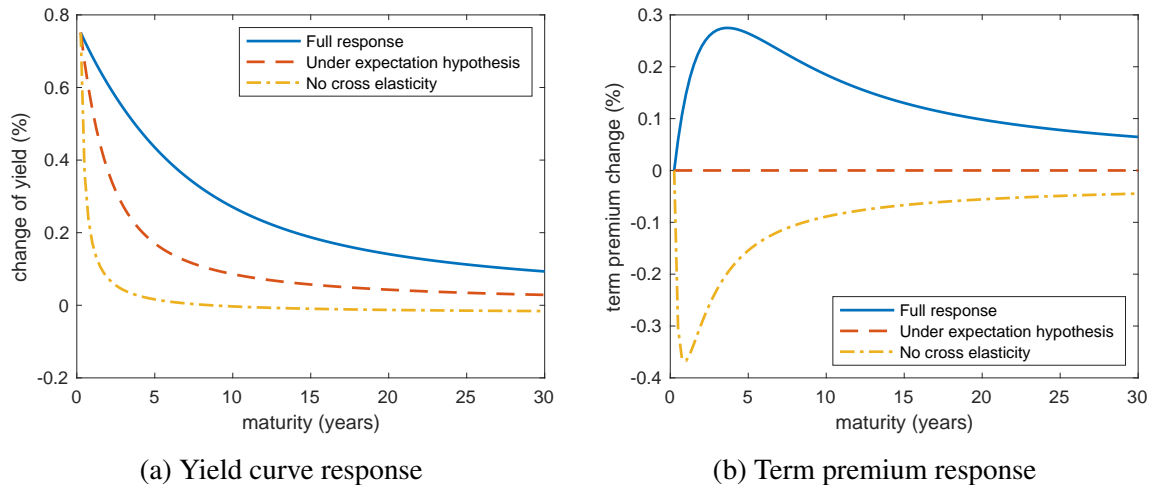 0.8
0.6
0.4
0.2
0
-0.2
change of yield (%)
Full response
Under expectation hypothesis
No cross elasticity
0 5 10 15 20 25 30
maturity (years)
(a) Yield curve response
0.3
0.2
0.1
0
-0.1
-0.2
-0.3
-0.4
term premium change (%)
Full response
Under expectation hypothesis
No cross elasticity
0 5 10 15 20 25 30
maturity (years)
(b) Term premium response